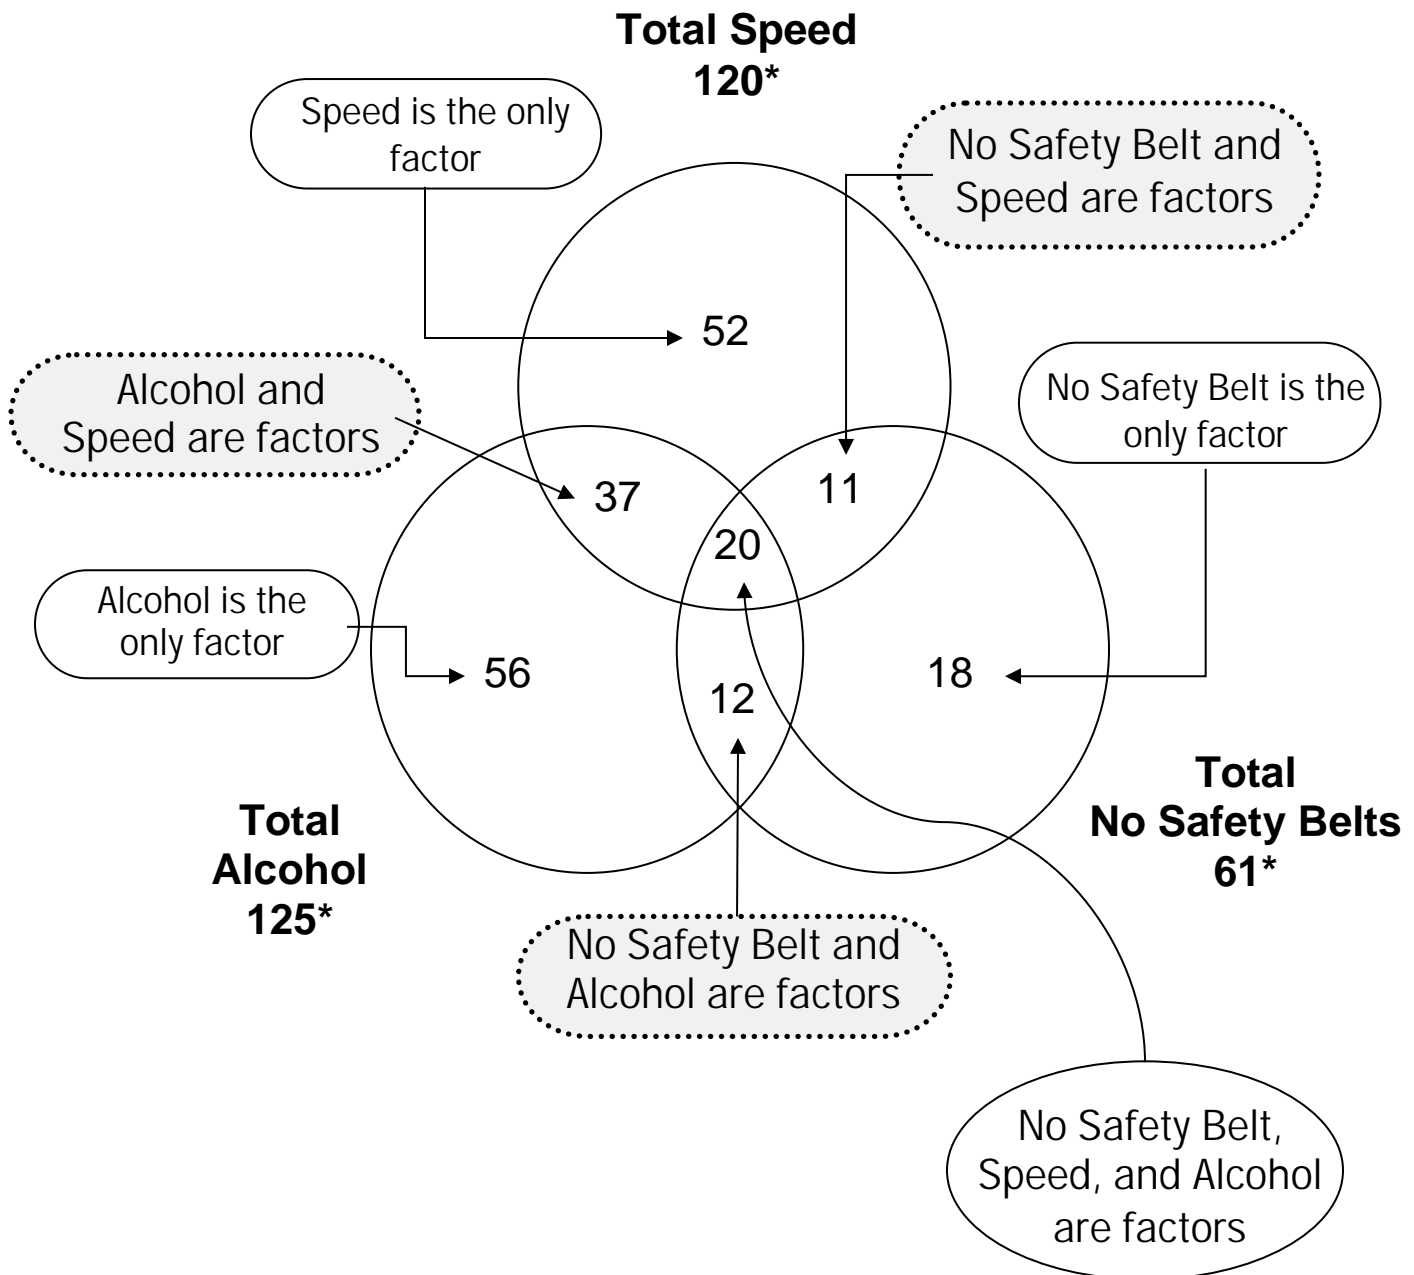 Total Speed
120*
Speed is the only
factor
No Safety Belt and
Speed are factors
52
Alcohol and
Speed are factors
No Safety Belt is the
only factor
37
11
20
Alcohol is the
only factor
56
12
18
Total
Alcohol
125*
Total
No Safety Belts
61*
No Safety Belt and
Alcohol are factors
No Safety Belt,
Speed, and Alcohol
are factors